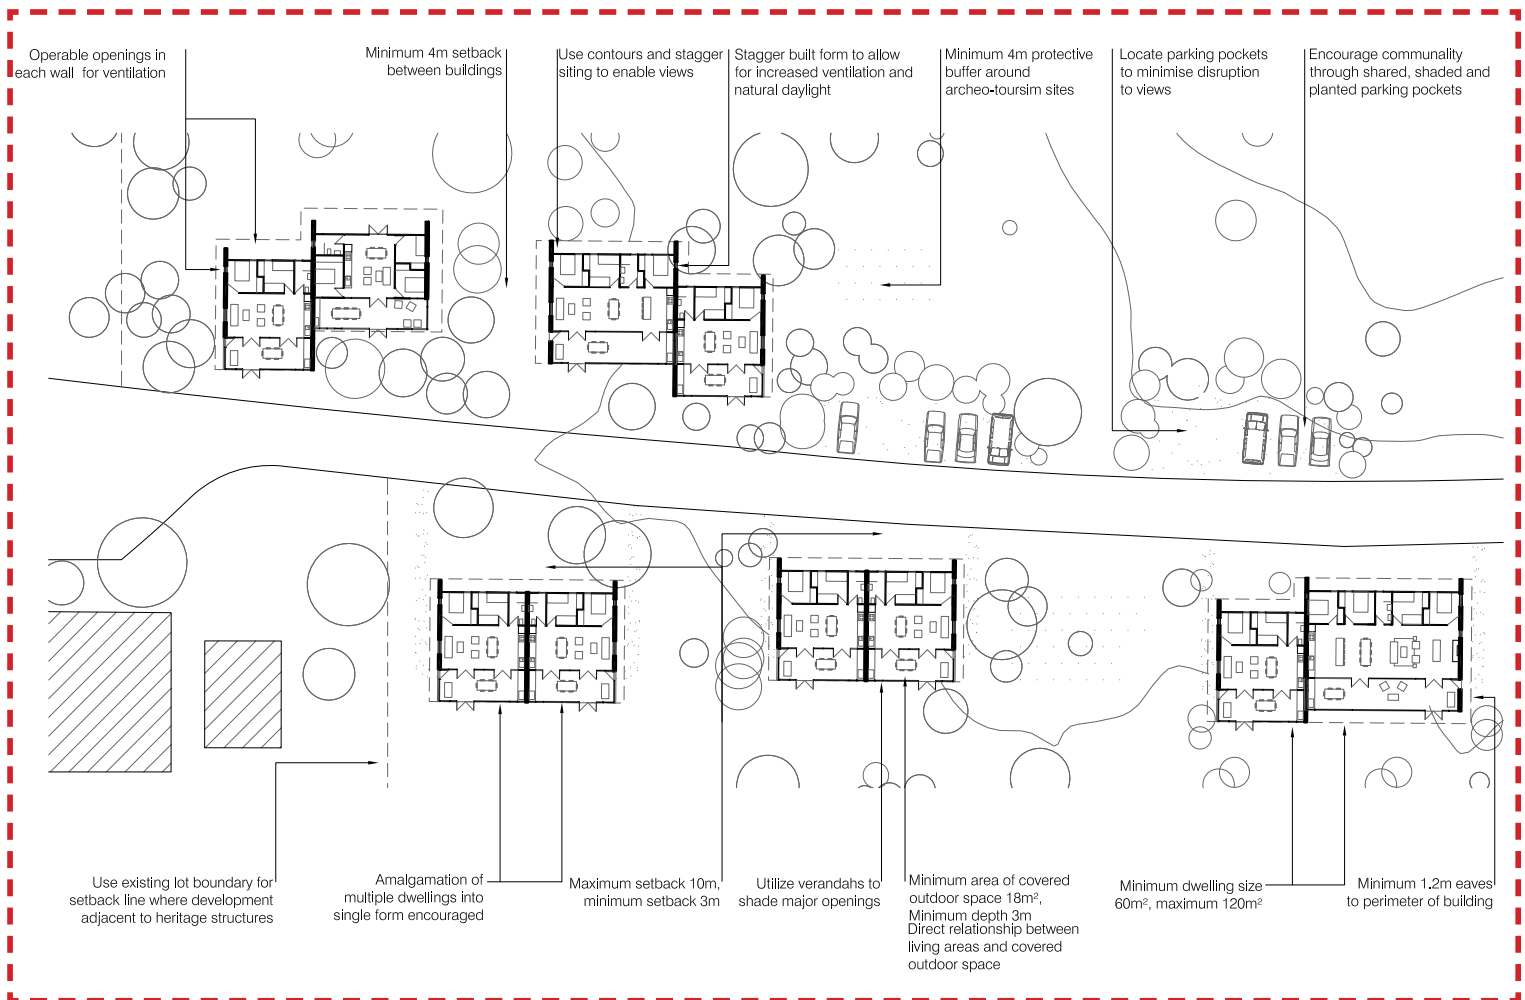 Operable openings in
each wall  for ventilation
Minimum 4m setback
between buildings
Use contours and stagger
siting to enable views
Stagger built form to allow
for increased ventilation and
natural daylight
Minimum 4m protective
buffer around
archeo-toursim sites
Locate parking pockets
to minimise disruption
to views
Encourage communality
through shared, shaded and
planted parking pockets
Use existing lot boundary for
setback line where development
adjacent to heritage structures
Amalgamation of
multiple dwellings into
single form encouraged
Maximum setback 10m,
minimum setback 3m
Utilize verandahs to
shade major openings
Minimum area of covered
outdoor space 18m²,
Minimum depth 3m
Direct relationship between
living areas and covered
outdoor space
Minimum dwelling size
60m², maximum 120m²
Minimum 1.2m eaves
to perimeter of building